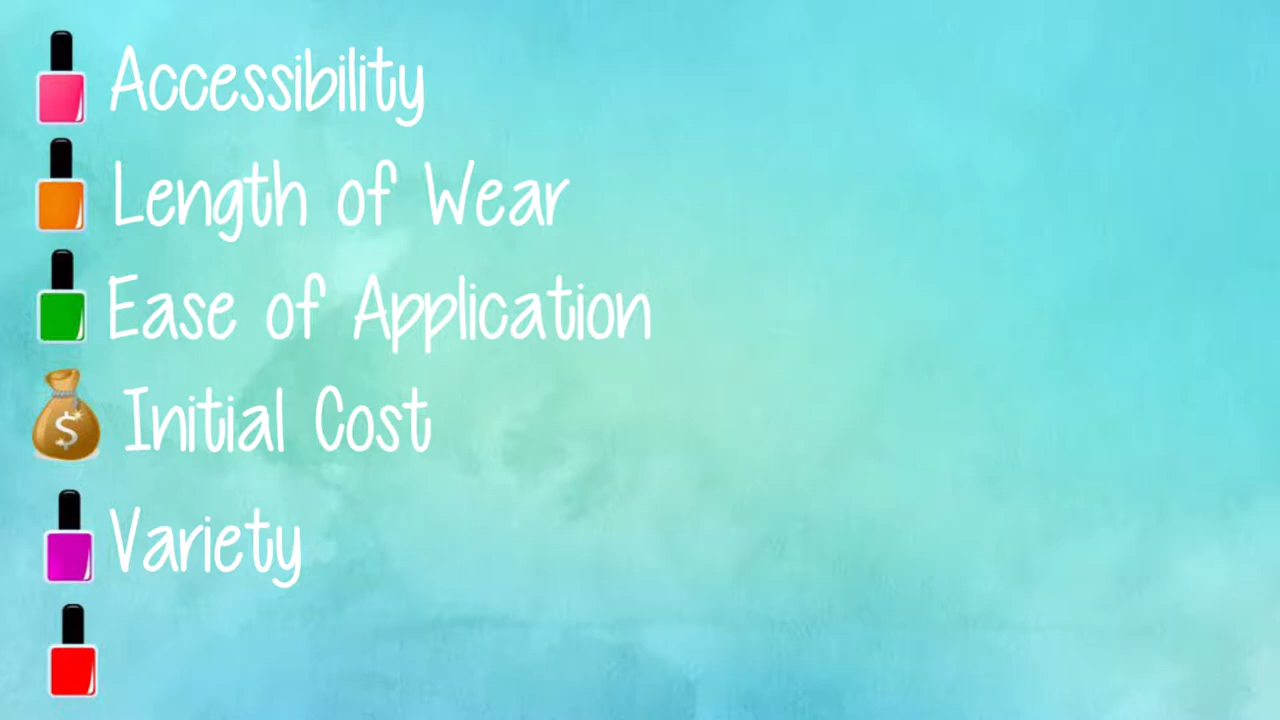 Accessibility
Length of Wear
Ease of Application
$ Initial Cost
Variety